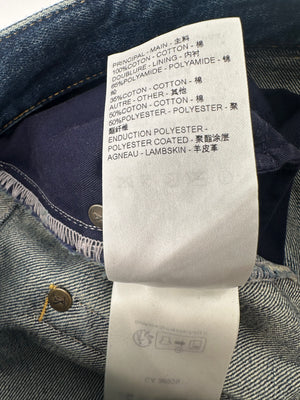 PRINCIPAL - MAIN - 主料
100%COTON - COTTON - 棉
DOUBLURE - LINING - 内衬
65%POLYAMIDE - POLYAMIDE - 锦
纶
35%COTON - COTTON - 棉
AUTRE - OTHER - 其他
50%COTON - COTTON - 棉
50%POLYESTER - POLYESTER - 聚
酯纤维
ENDUCTION POLYESTER -
POLYESTER COATED - 聚酯涂层
AGNEAU - LAMBSKIN - 羊皮革